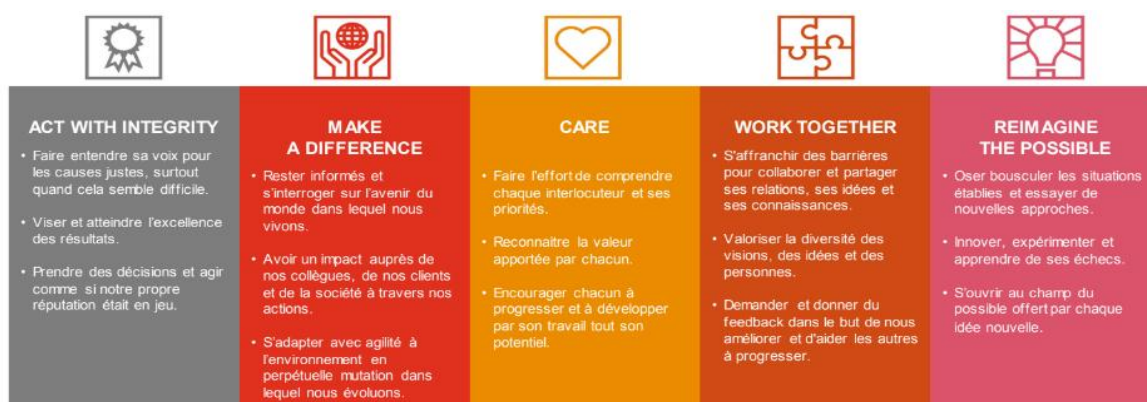 ACT WITH INTEGRITY
• Faire entendre sa voix pour
les causes justes, surtout
quand cela semble difficile.
• Viser et atteindre l'excellence
des résultats.
• Prendre des décisions et agir
comme si notre propre
réputation était en jeu.
MAKE
A DIFFERENCE
• Rester informés et
s'interroger sur l'avenir du
monde dans lequel nous
vivons.
• Avoir un impact auprès de
nos collègues, de nos clients
et de la société à travers nos
actions.
• S'adapter avec agilité à
l'environnement en
perpétuelle mutation dans
lequel nous évoluons.
CARE
• Faire l'effort de comprendre
chaque interlocuteur et ses
priorités.
• Reconnaitre la valeur
apportée par chacun.
• Encourager chacun à
progresser et à développer
par son travail tout son
potentiel.
WORK TOGETHER
• S'affranchir des barrières
pour collaborer et partager
ses relations, ses idées et
ses connaissances.
• Valoriser la diversité des
visions, des idées et des
personnes.
• Demander et donner du
feedback dans le but de nous
améliorer et d'aider les autres
à progresser.
REIMAGINE
THE POSSIBLE
• Oser bousculer les situations
établies et essayer de
nouvelles approches.
• Innover, expérimenter et
apprendre de ses échecs.
• S'ouvrir au champ du
possible offert par chaque
idée nouvelle.